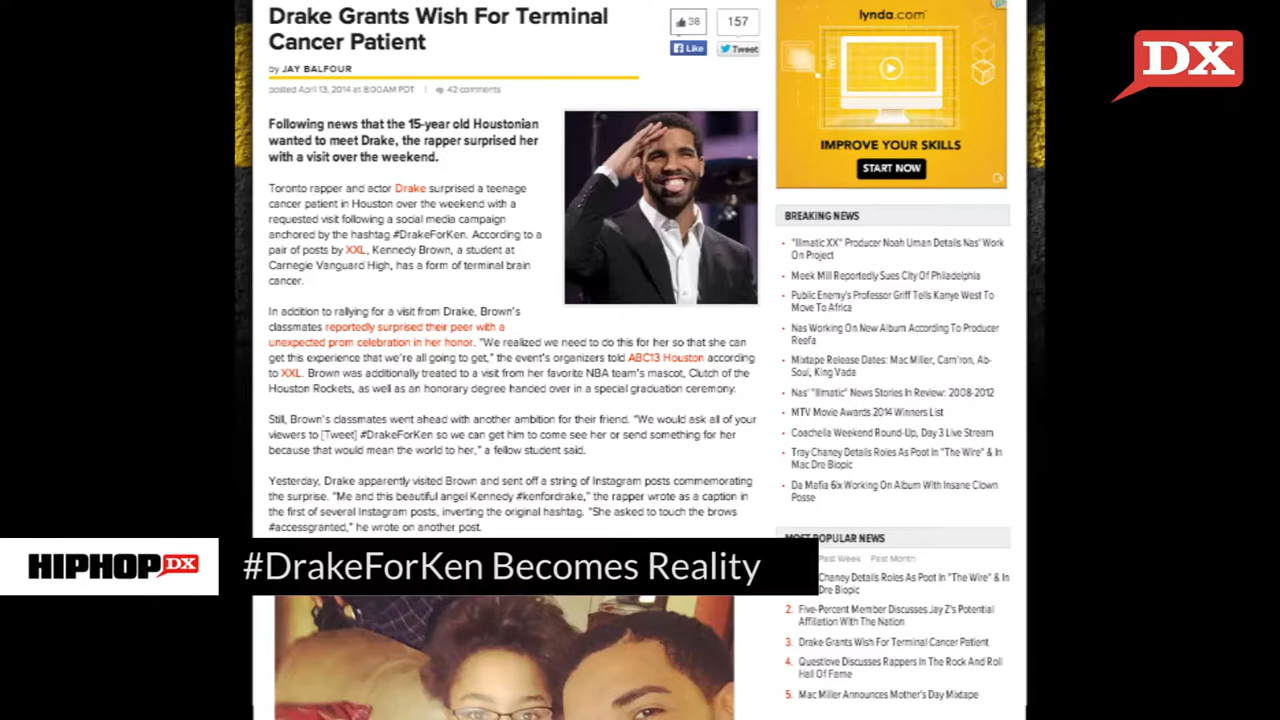 Drake Grants Wish For Terminal
Cancer Patient
38
157
Like
Tweet
by JAY BALFOUR
posted April 13, 2014 at 8:00AM PDT | 42 comments
Following news that the 15-year old Houstonian
wanted to meet Drake, the rapper surprised her
with a visit over the weekend.
Toronto rapper and actor Drake surprised a teenage
cancer patient in Houston over the weekend with a
requested visit following a social media campaign
anchored by the hashtag #DrakeForKen. According to a
pair of posts by XXL, Kennedy Brown, a student at
Carnegie Vanguard High, has a form of terminal brain
cancer.
In addition to rallying for a visit from Drake, Brown's
classmates reportedly surprised their peer with a
unexpected prom celebration in her honor. "We realized we need to do this for her so that she can
get this experience that we're all going to get," the event's organizers told ABC13 Houston according
to XXL. Brown was additionally treated to a visit from her favorite NBA team's mascot, Clutch of the
Houston Rockets, as well as an honorary degree handed over in a special graduation ceremony.
Still, Brown's classmates went ahead with another ambition for their friend. "We would ask all of your
viewers to [Tweet] #DrakeForKen so we can get him to come see her or send something for her
because that would mean the world to her," a fellow student said.
Yesterday, Drake apparently visited Brown and sent off a string of Instagram posts commemorating
the surprise. "Me and this beautiful angel Kennedy #kenfordrake," the rapper wrote as a caption in
the first of several Instagram posts, inverting the original hashtag. "She asked to touch the brows
#accessgranted," he wrote on another post.
lynda.com
IMPROVE YOUR SKILLS
START NOW
DX
BREAKING NEWS
"Illmatic XX" Producer Noah Uman Details Nas' Work
On Project
Meek Mill Reportedly Sues City Of Philadelphia
Public Enemy's Professor Griff Tells Kanye West To
Move To Africa
Nas Working On New Album According To Producer
Reefa
Mixtape Release Dates: Mac Miller, Cam'ron, Ab-
Soul, King Vada
Nas' "Illmatic" News Stories In Review: 2008-2012
MTV Movie Awards 2014 Winners List
Coachella Weekend Round-Up, Day 3 Live Stream
Tray Chaney Details Roles As Poot In "The Wire" & In
Mac Dre Biopic
Da Mafia 6ix Working On Album With Insane Clown
Posse
MOST POPULAR NEWS
Past Week Past Month
Chaney Details Roles As Poot In "The Wire" & In
Dre Biopic
2. Five-Percent Member Discusses Jay Z's Potential
Affiliation With The Nation
3. Drake Grants Wish For Terminal Cancer Patient
4. Questlove Discusses Rappers In The Rock And Roll
Hall Of Fame
5. Mac Miller Announces Mother's Day Mixtape
HIPHOPDX
#DrakeForKen Becomes Reality